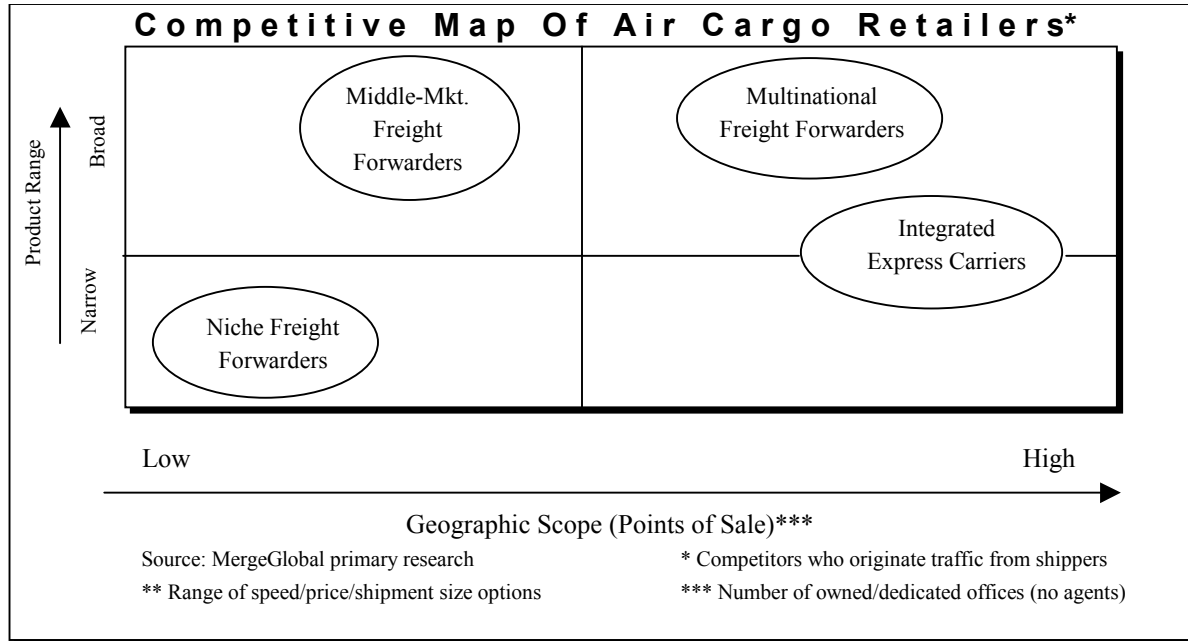 Competitive Map Of Air Cargo Retailers*
Product Range
Broad
Narrow
Middle-Mkt.
Freight
Forwarders
Multinational
Freight Forwarders
Integrated
Express Carriers
Niche Freight
Forwarders
Low
High
Geographic Scope (Points of Sale)***
Source: MergeGlobal primary research
* Competitors who originate traffic from shippers
** Range of speed/price/shipment size options
*** Number of owned/dedicated offices (no agents)